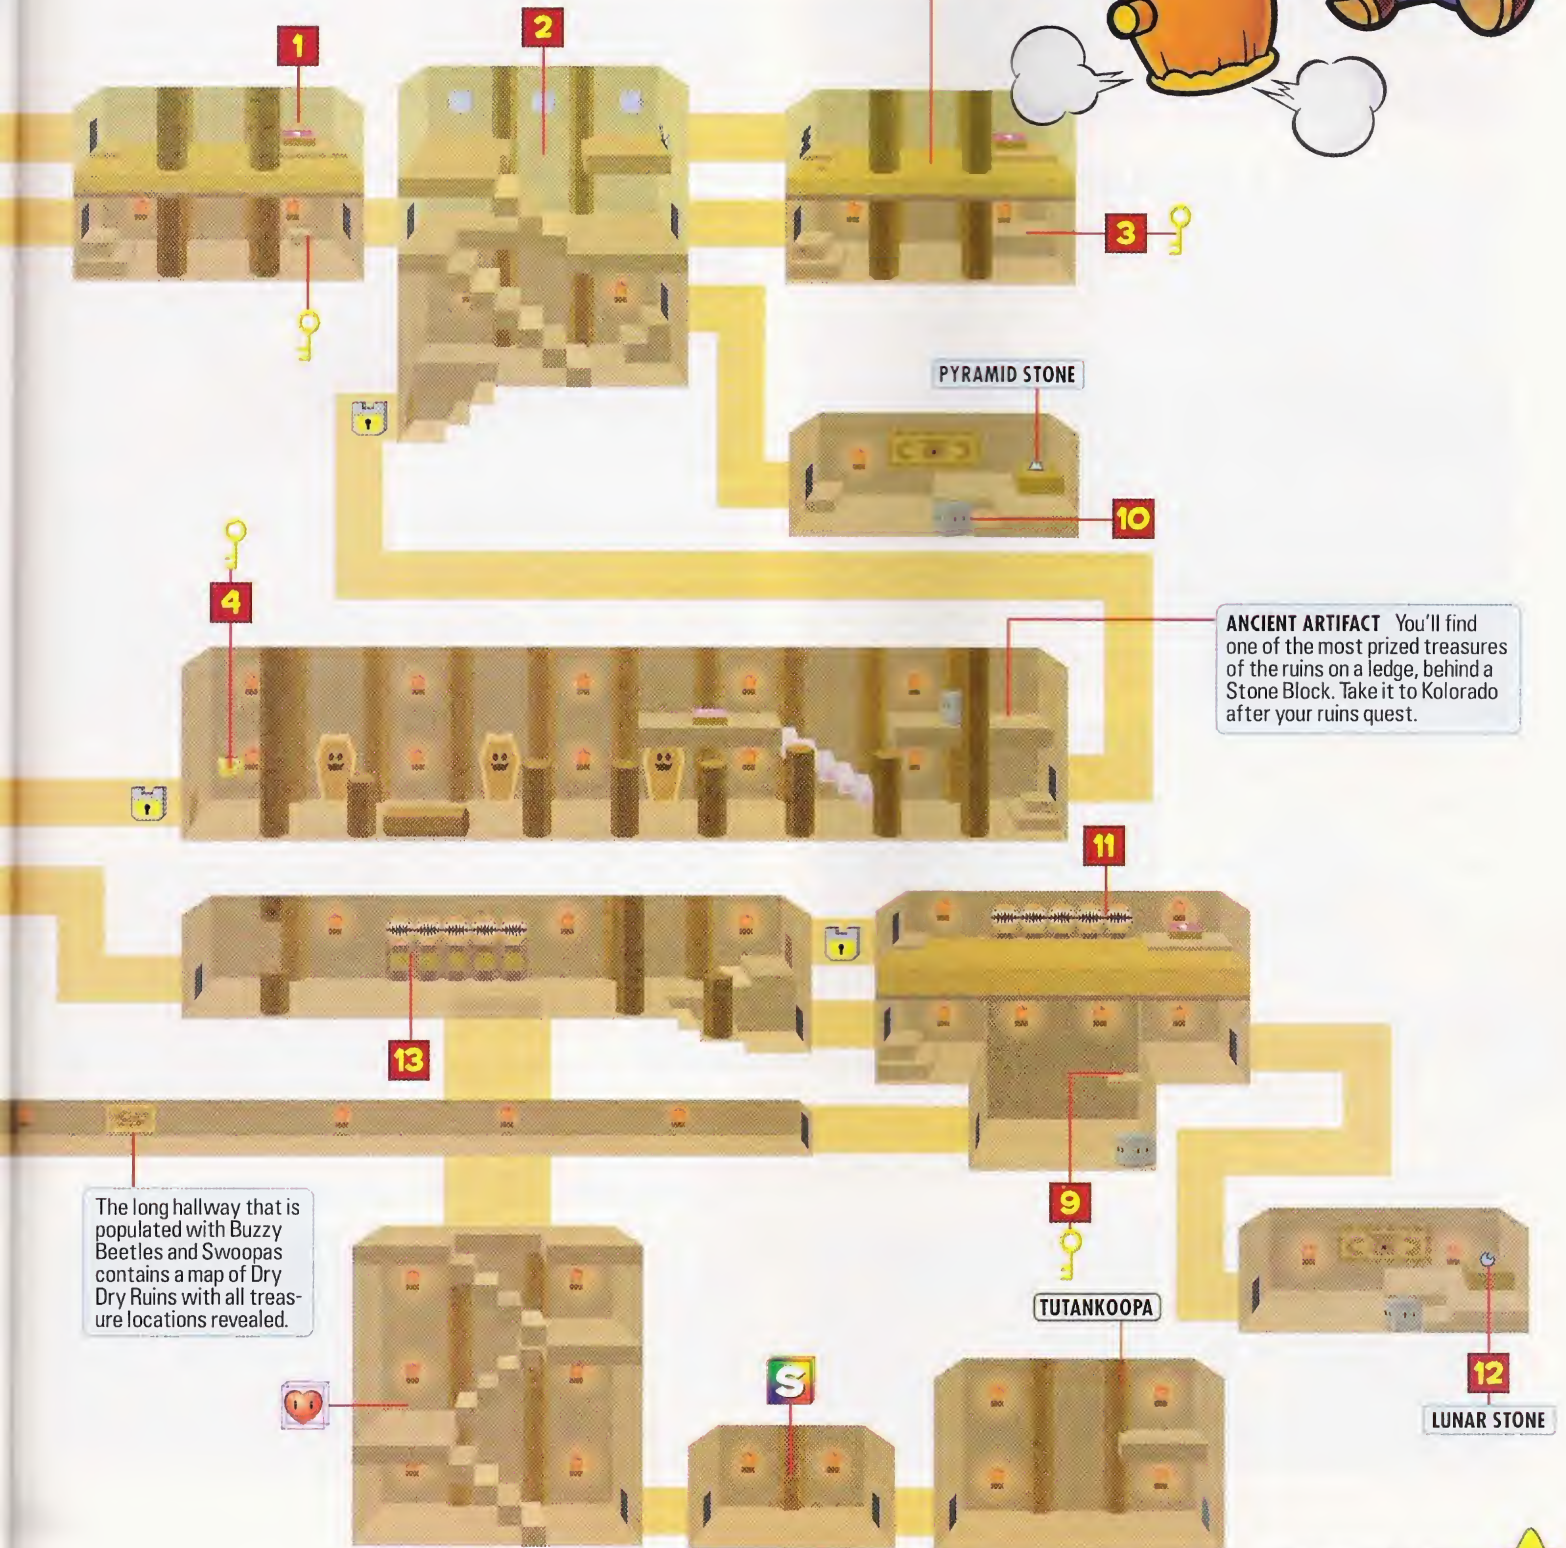 1
2
3
PYRAMID STONE
10
4
ANCIENT ARTIFACT You'll find
one of the most prized treasures
of the ruins on a ledge, behind a
Stone Block. Take it to Kolorado
after your ruins quest.
11
13
The long hallway that is
populated with Buzzy
Beetles and Swoopas
contains a map of Dry
Dry Ruins with all treas-
ure locations revealed.
9
TUTANKOOPA
S
12
LUNAR STONE